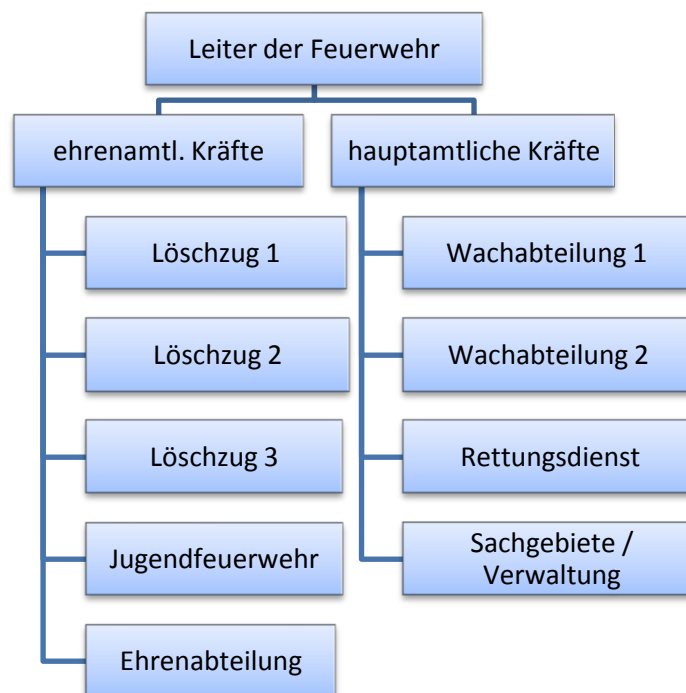 Leiter der Feuerwehr
ehrenamtl. Kräfte
Löschzug 1
Löschzug 2
Löschzug 3
Jugendfeuerwehr
Ehrenabteilung
hauptamtliche Kräfte
Wachabteilung 1
Wachabteilung 2
Rettungsdienst
Sachgebiete /
Verwaltung